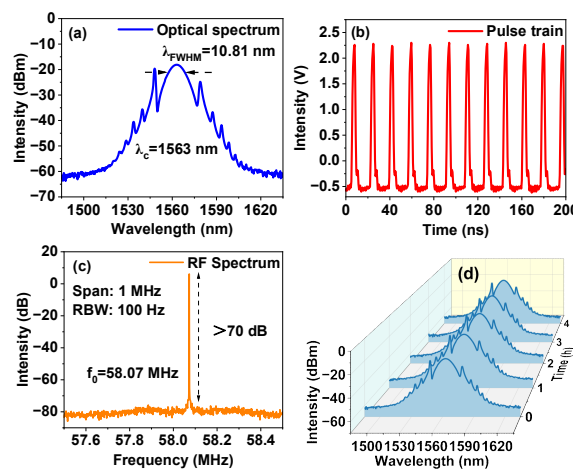 (a)
Optical spectrum
λFWHM=10.81 nm
λc=1563 nm
Intensity (dBm)
-10
-20
-30
-40
-50
-60
-70
1500 1530 1560 1590 1620
Wavelength (nm)
(b)
Pulse train
Intensity (V)
2.5
2.0
1.5
1.0
0.5
0.0
-0.5
0 40 80 120 160 200
Time (ns)
(c)
RF Spectrum
Span: 1 MHz
RBW: 100 Hz
>70 dB
f0=58.07 MHz
Intensity (dB)
20
0
-20
-40
-60
-80
57.6 57.8 58.0 58.2 58.4
Frequency (MHz)
(d)
Intensity (dBm)
0
-20
-40
-60
1500 1530 1560 1590 1620
Wavelength (nm)
0
1
2
3
4
Time (h)